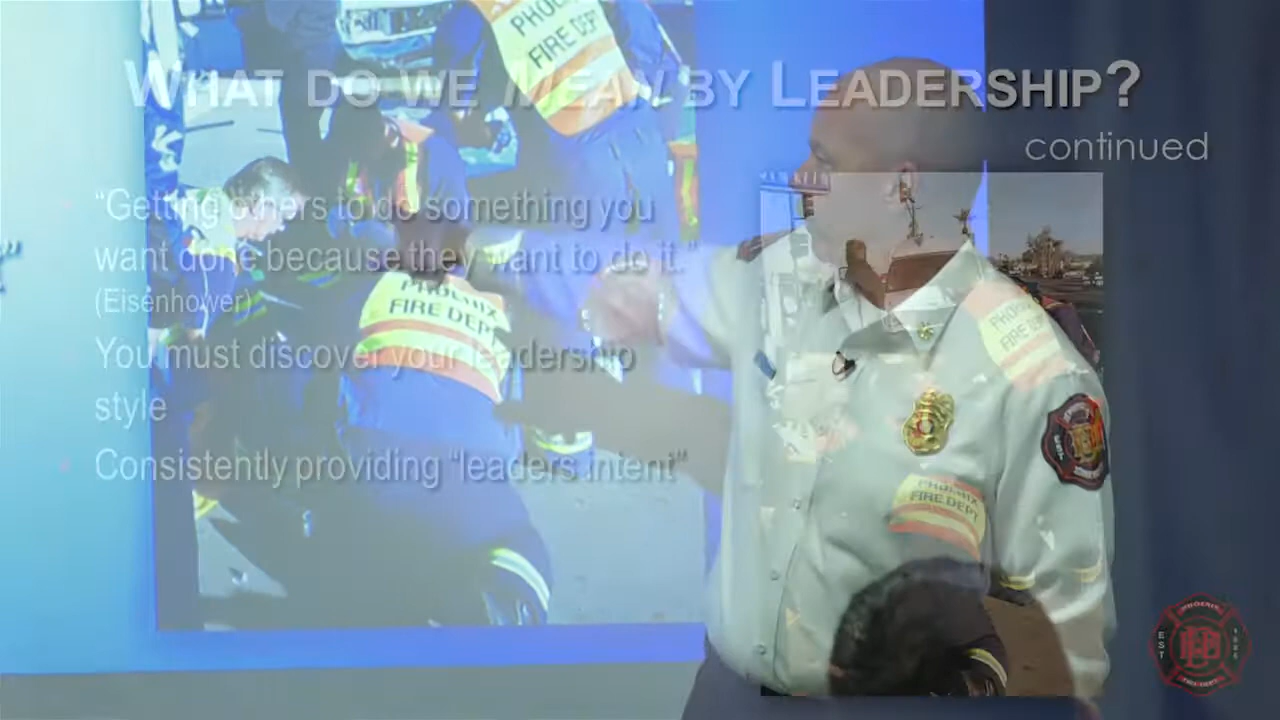 PHOENIX
FIRE DEPT
WHAT DO WE MEAN BY LEADERSHIP?
continued
"Getting others to do something you
want done because they want to do it."
(Eisenhower)
You must discover your leadership
style
Consistently providing "leaders intent"
PHOENIX
FIRE DEPT
PHOENIX
FIRE DEPT
PHOENIX
FIRE DEPT